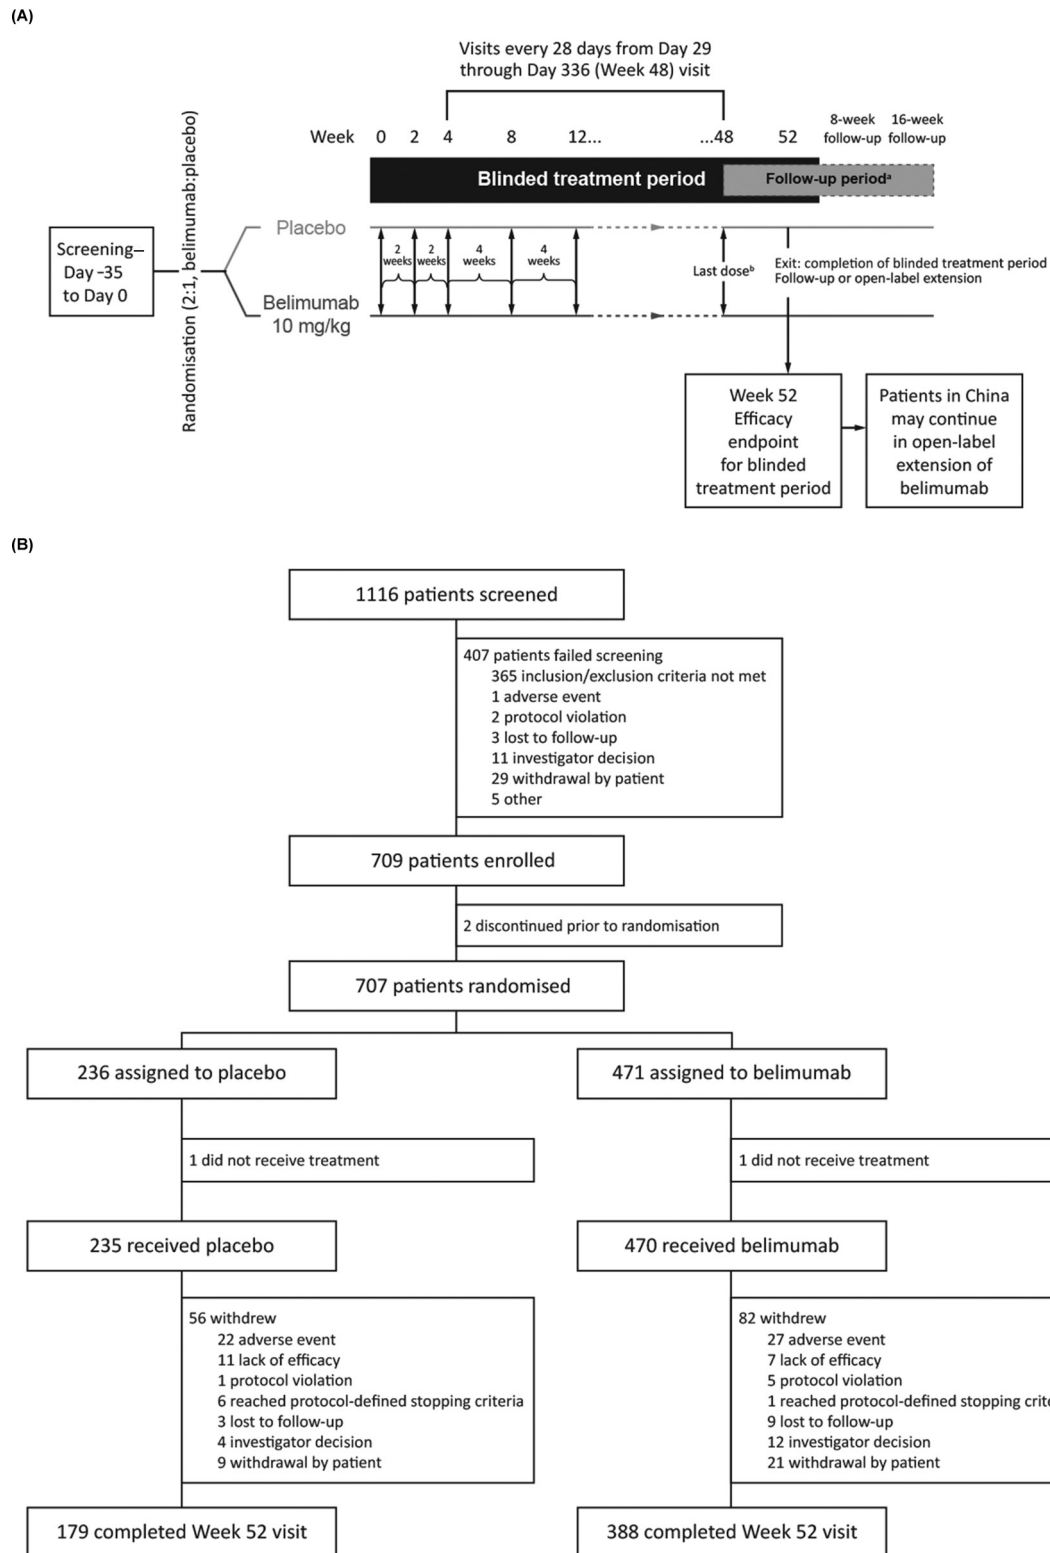 (A)
Visits every 28 days from Day 29
through Day 336 (Week 48) visit
Week 0 2 4 8 12... ...48 52
8-week
follow-up
16-week
follow-up
Blinded treatment period
Follow-up periodᵃ
Screening–
Day -35
to Day 0
Randomisation (2:1, belimumab:placebo)
Placebo
2
weeks
2
weeks
4
weeks
4
weeks
Last doseᵇ
Exit: completion of blinded treatment period
Follow-up or open-label extension
Belimumab
10 mg/kg
Week 52
Efficacy
endpoint
for blinded
treatment period
Patients in China
may continue
in open-label
extension of
belimumab
(B)
1116 patients screened
407 patients failed screening
365 inclusion/exclusion criteria not met
1 adverse event
2 protocol violation
3 lost to follow-up
11 investigator decision
29 withdrawal by patient
5 other
709 patients enrolled
2 discontinued prior to randomisation
707 patients randomised
236 assigned to placebo
471 assigned to belimumab
1 did not receive treatment
1 did not receive treatment
235 received placebo
470 received belimumab
56 withdrew
22 adverse event
11 lack of efficacy
1 protocol violation
6 reached protocol-defined stopping criteria
3 lost to follow-up
4 investigator decision
9 withdrawal by patient
82 withdrew
27 adverse event
7 lack of efficacy
5 protocol violation
1 reached protocol-defined stopping
9 lost to follow-up
12 investigator decision
21 withdrawal by patient
179 completed Week 52 visit
388 completed Week 52 visit